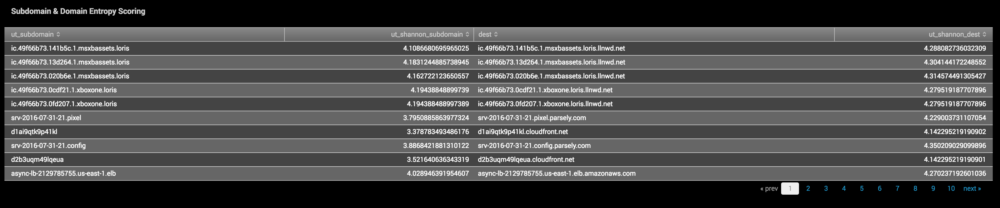 Subdomain & Domain Entropy Scoring
ut_subdomain ut_shannon_subdomain dest ut_shannon_dest
ic.49f66b73.141b5c.1.msxbassets.loris 4.1086680695965025 ic.49f66b73.141b5c.1.msxbassets.loris.llnwd.net 4.288082736032309
ic.49f66b73.13d264.1.msxbassets.loris 4.1831244885738945 ic.49f66b73.13d264.1.msxbassets.loris.llnwd.net 4.304144172248552
ic.49f66b73.020b6e.1.msxbassets.loris 4.162722123650557 ic.49f66b73.020b6e.1.msxbassets.loris.llnwd.net 4.314574491305427
ic.49f66b73.0cdf21.1.xboxone.loris 4.19438848899739 ic.49f66b73.0cdf21.1.xboxone.loris.llnwd.net 4.279519187707896
ic.49f66b73.0fd207.1.xboxone.loris 4.194388488997389 ic.49f66b73.0fd207.1.xboxone.loris.llnwd.net 4.279519187707896
srv-2016-07-31-21.pixel 3.7950885863977324 srv-2016-07-31-21.pixel.parsely.com 4.229003731107054
d1ai9qtk9p41kl 3.378783493486176 d1ai9qtk9p41kl.cloudfront.net 4.142295219190902
srv-2016-07-31-21.config 3.8868421881310122 srv-2016-07-31-21.config.parsely.com 4.350209029099896
d2b3uqm49lqeua 3.521640636343319 d2b3uqm49lqeua.cloudfront.net 4.142295219190901
async-lb-2129785755.us-east-1.elb 4.028946391954607 async-lb-2129785755.us-east-1.elb.amazonaws.com 4.270237192601036
« prev 1 2 3 4 5 6 7 8 9 10 next »